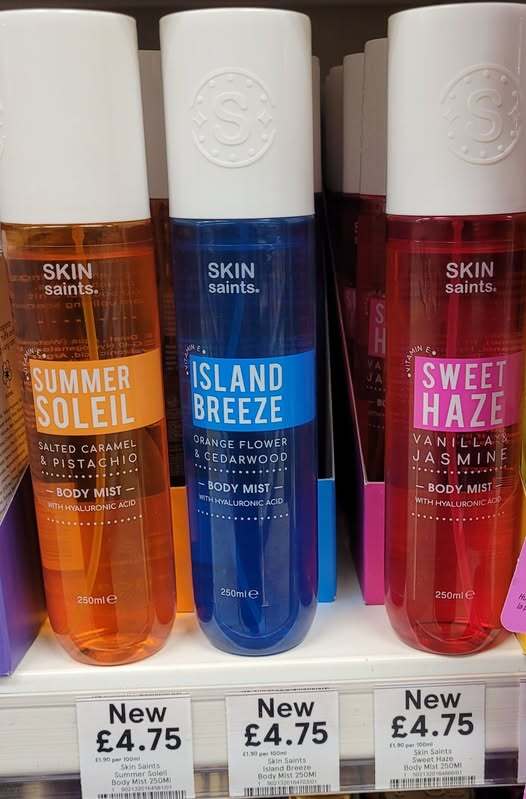 SKIN
saints.
VITAMIN E
SUMMER
SOLEIL
SALTED CARAMEL
& PISTACHIO
BODY MIST
WITH HYALURONIC ACID
250ml e
S
SKIN
saints.
VITAMIN E
ISLAND
BREEZE
ORANGE FLOWER
& CEDARWOOD
BODY MIST
WITH HYALURONIC ACID
250ml e
S
SKIN
saints.
VITAMIN E
SWEET
HAZE
VANILLA &
JASMINE
BODY MIST
WITH HYALURONIC ACID
250ml e
New
£4.75
£1.90 per 100ml
Skin Saints
Summer Soleil
Body Mist 250Ml
New
£4.75
£1.90 per 100ml
Skin Saints
Island Breeze
Body Mist 250Ml
New
£4.75
£1.90 per 100ml
Skin Saints
Sweet Haze
Body Mist 250Ml